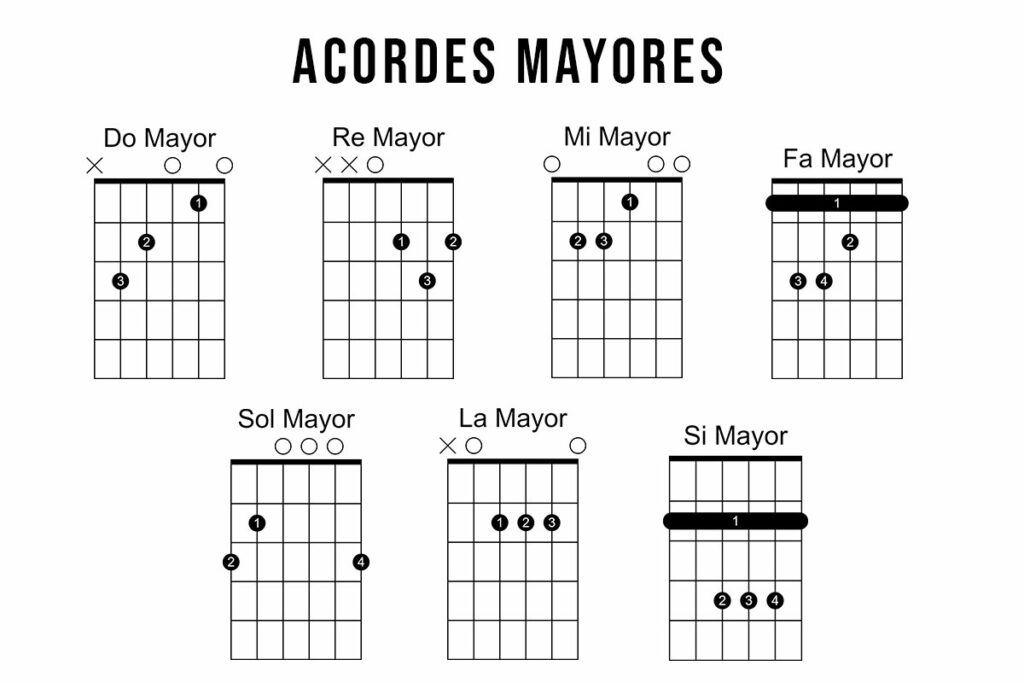 ACORDES MAYORES
Do Mayor
Re Mayor
Mi Mayor
Fa Mayor
1
2
3
1
2
3
1
2 3
1
2
3 4
Sol Mayor
La Mayor
Si Mayor
1
2
4
1 2 3
1
2 3 4